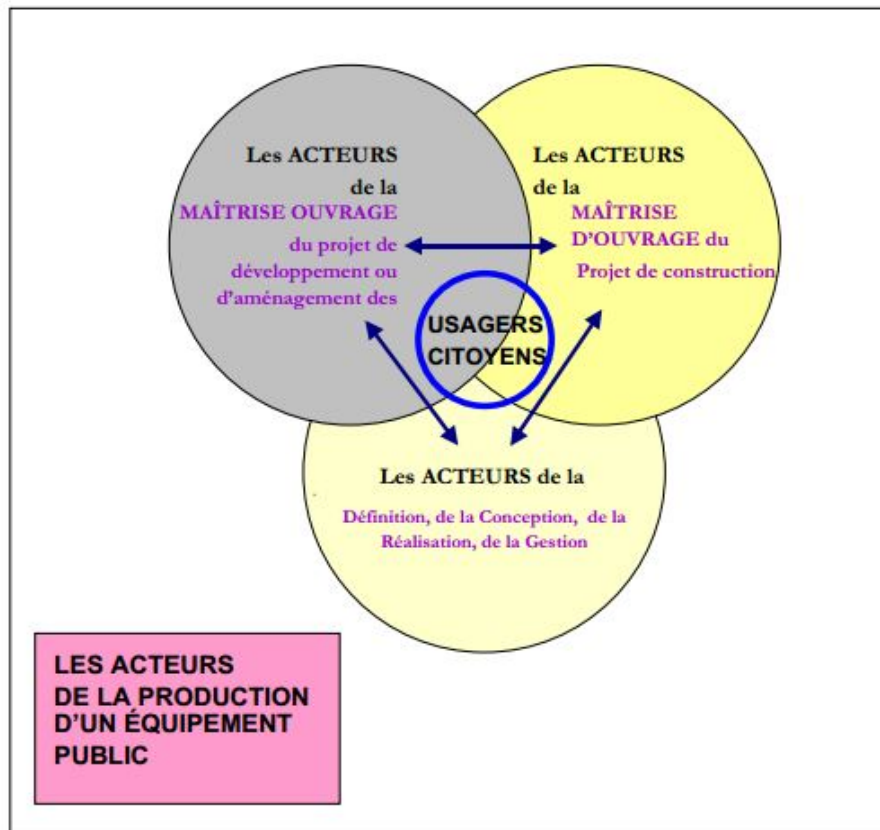 Les ACTEURS
de la
MAÎTRISE OUVRAGE
du projet de
développement ou
d'aménagement des
Les ACTEURS
de la
MAÎTRISE
D'OUVRAGE du
Projet de construction
USAGERS
CITOYENS
Les ACTEURS de la
Définition, de la Conception, de la
Réalisation, de la Gestion
LES ACTEURS
DE LA PRODUCTION
D'UN ÉQUIPEMENT
PUBLIC